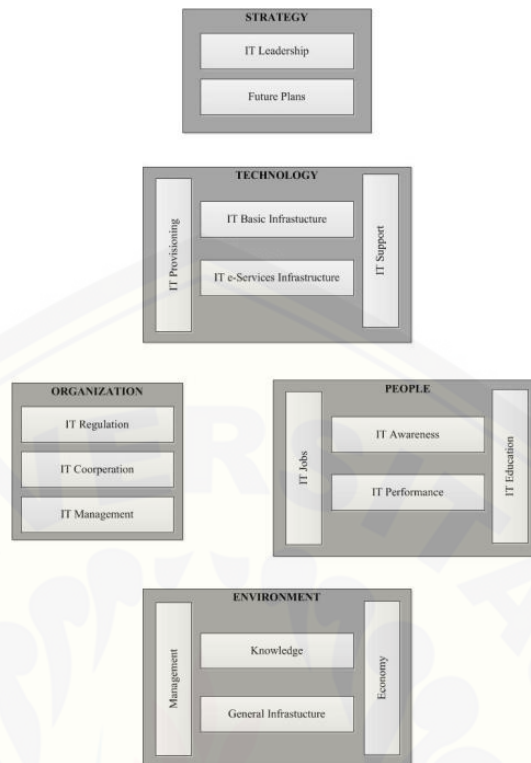 STRATEGY
IT Leadership
Future Plans
TECHNOLOGY
IT Provisioning
IT Basic Infrastucture
IT e-Services Infrastructure
IT Support
ORGANIZATION
IT Regulation
IT Coorperation
IT Management
PEOPLE
IT Jobs
IT Awareness
IT Performance
IT Education
ENVIRONMENT
Management
Knowledge
General Infrastucture
Economy